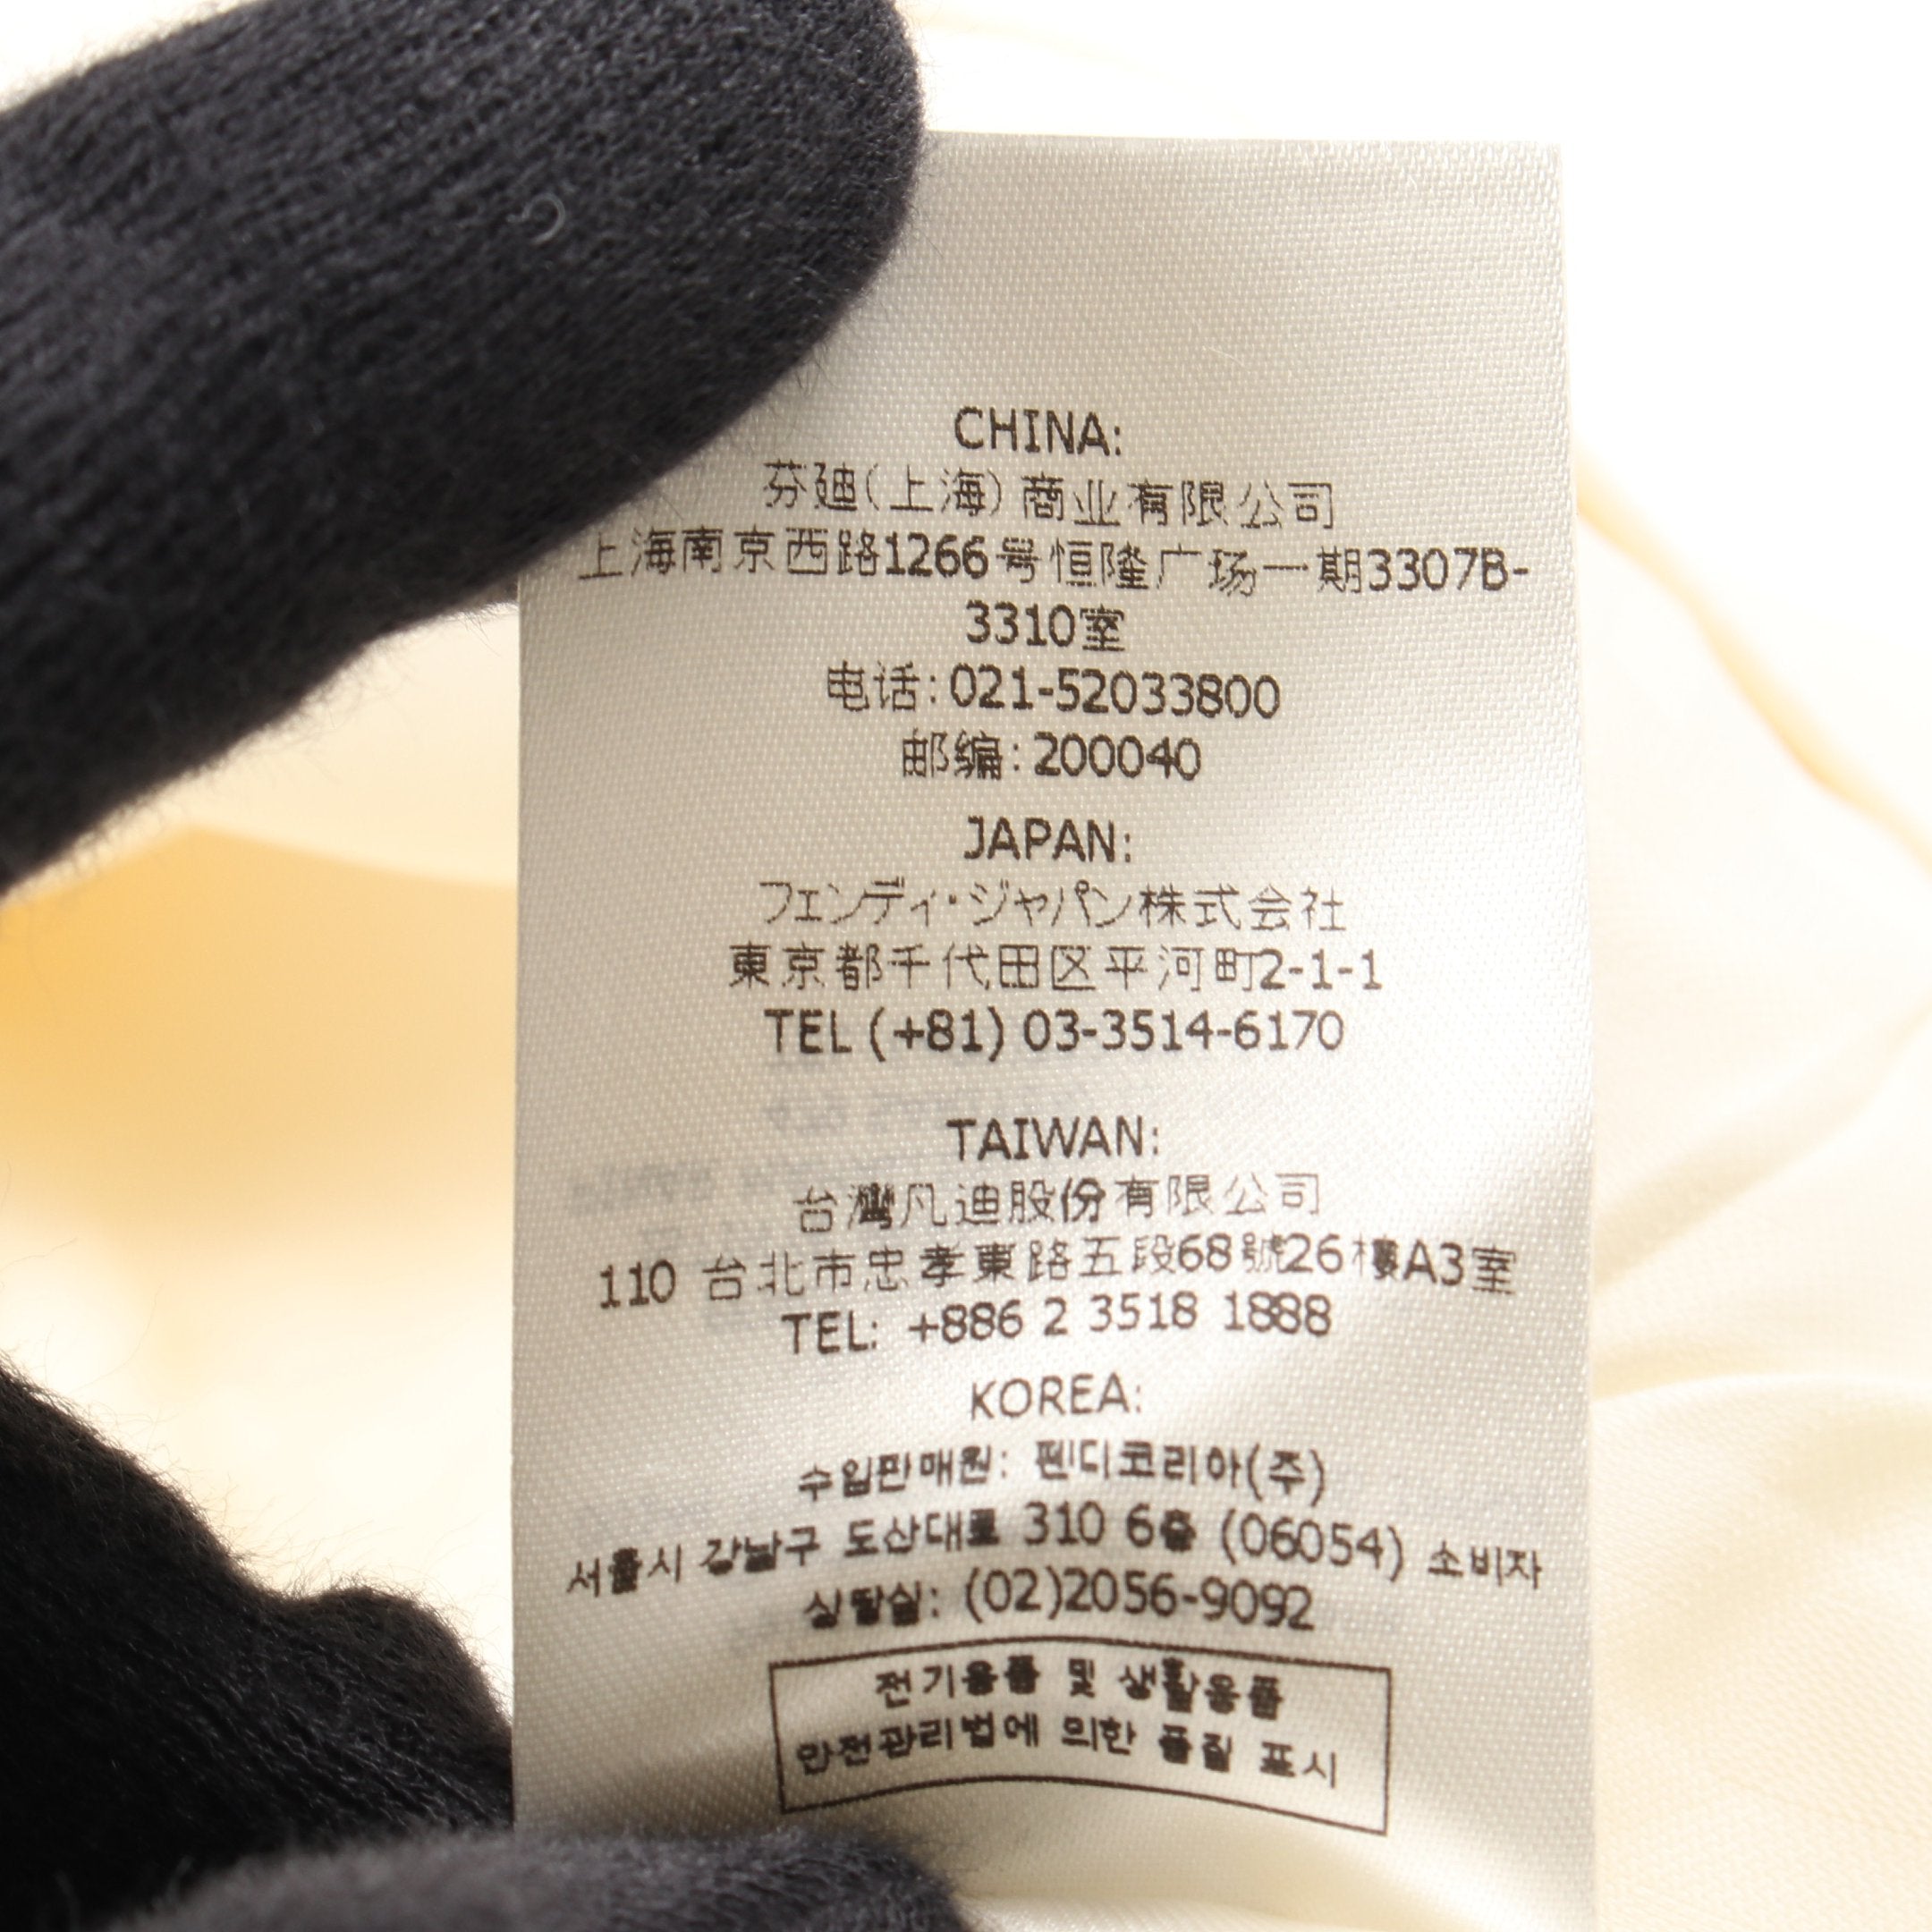 CHINA:
芬迪(上海)商业有限公司
上海南京西路1266号恒隆广场一期3307B-
3310室
电话:021-52033800
邮编:200040
JAPAN:
フェンディ・ジャパン株式会社
東京都千代田区平河町2-1-1
TEL (+81) 03-3514-6170
TAIWAN:
台灣凡迪股份有限公司
110 台北市忠孝東路五段68號26樓A3室
TEL: +886 2 3518 1888
KOREA:
수입판매원: 펜디코리아(주)
서울시 강남구 도산대로 310 6층 (06054) 소비자
상담실: (02)2056-9092
전기용품 및 생활용품
안전관리법에 의한 품질 표시